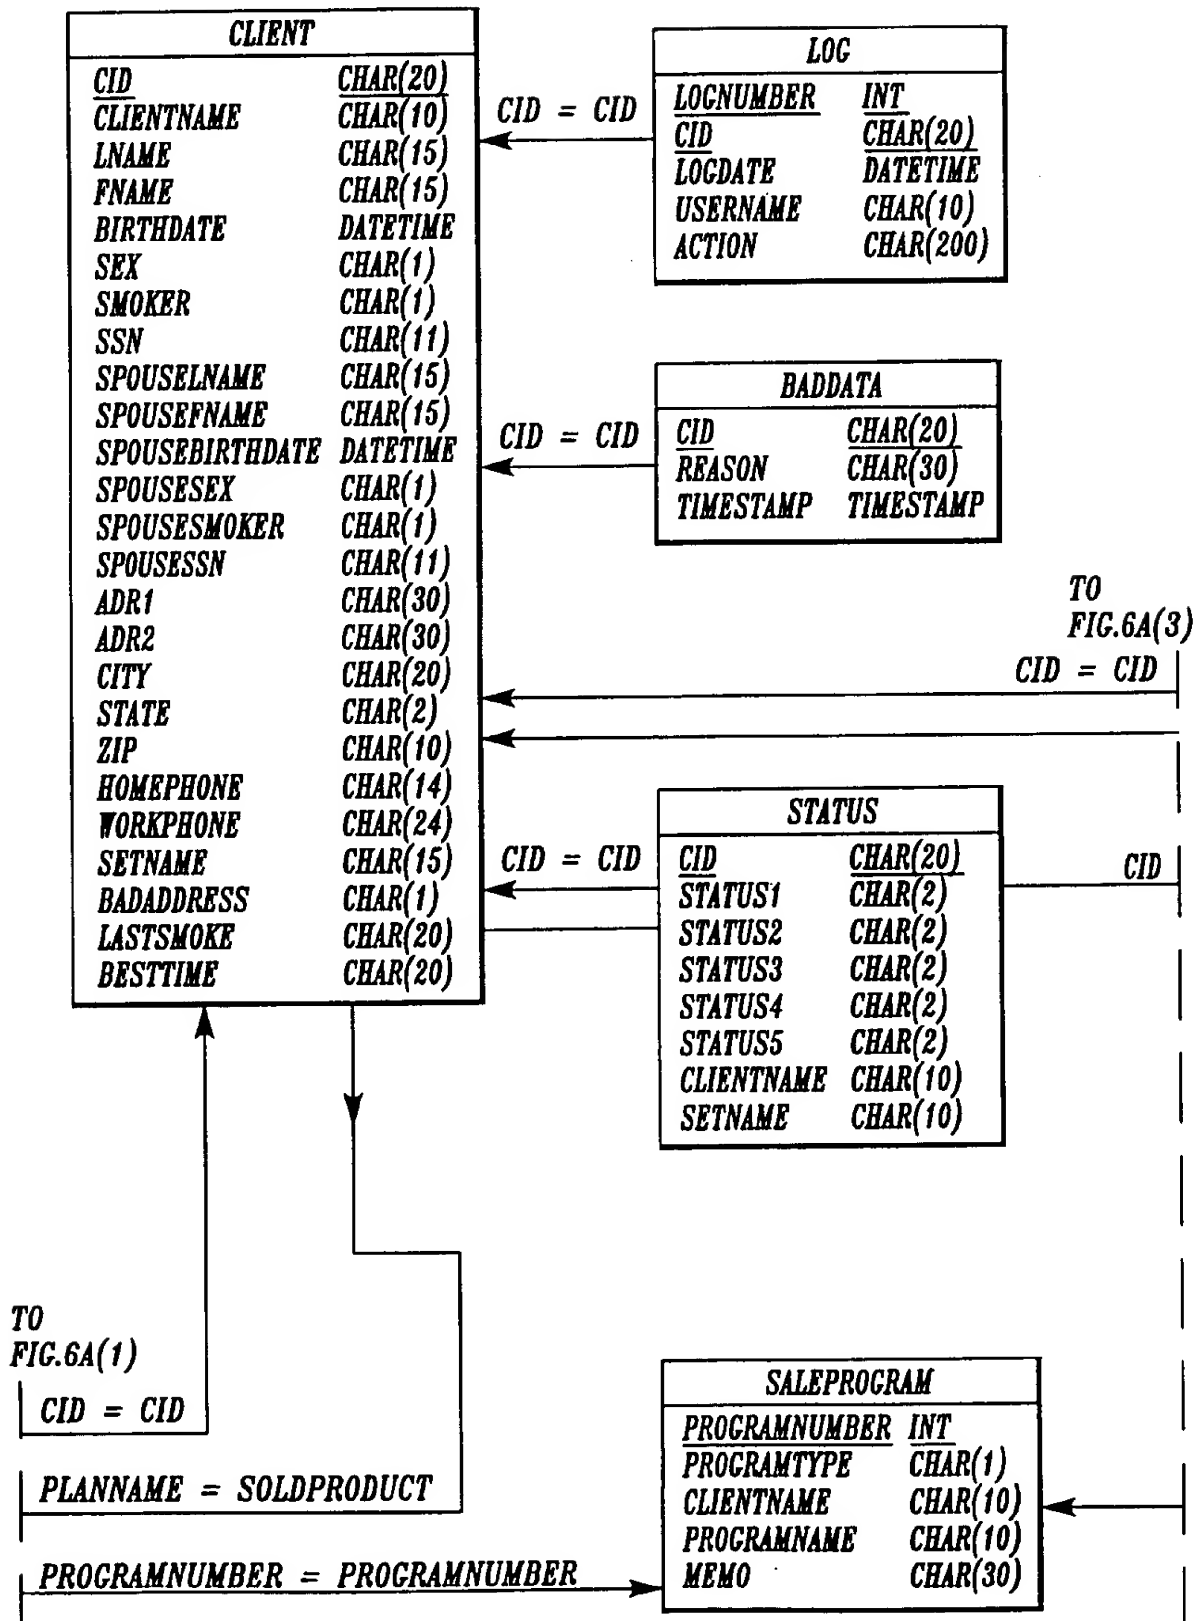 CLIENT
CID CHAR(20)
CLIENTNAME CHAR(10)
LNAME CHAR(15)
FNAME CHAR(15)
BIRTHDATE DATETIME
SEX CHAR(1)
SMOKER CHAR(1)
SSN CHAR(11)
SPOUSELNAME CHAR(15)
SPOUSEFNAME CHAR(15)
SPOUSEBIRTHDATE DATETIME
SPOUSESEX CHAR(1)
SPOUSESMOKER CHAR(1)
SPOUSESSN CHAR(11)
ADR1 CHAR(30)
ADR2 CHAR(30)
CITY CHAR(20)
STATE CHAR(2)
ZIP CHAR(10)
HOMEPHONE CHAR(14)
WORKPHONE CHAR(24)
SETNAME CHAR(15)
BADADDRESS CHAR(1)
LASTSMOKE CHAR(20)
BESTTIME CHAR(20)
CID = CID
LOG
LOGNUMBER INT
CID CHAR(20)
LOGDATE DATETIME
USERNAME CHAR(10)
ACTION CHAR(200)
CID = CID
BADDATA
CID CHAR(20)
REASON CHAR(30)
TIMESTAMP TIMESTAMP
TO
FIG.6A(3)
CID = CID
CID = CID
STATUS
CID CHAR(20)
STATUS1 CHAR(2)
STATUS2 CHAR(2)
STATUS3 CHAR(2)
STATUS4 CHAR(2)
STATUS5 CHAR(2)
CLIENTNAME CHAR(10)
SETNAME CHAR(10)
CID
TO
FIG.6A(1)
CID = CID
PLANNAME = SOLDPRODUCT
PROGRAMNUMBER = PROGRAMNUMBER
SALEPROGRAM
PROGRAMNUMBER INT
PROGRAMTYPE CHAR(1)
CLIENTNAME CHAR(10)
PROGRAMNAME CHAR(10)
MEMO CHAR(30)